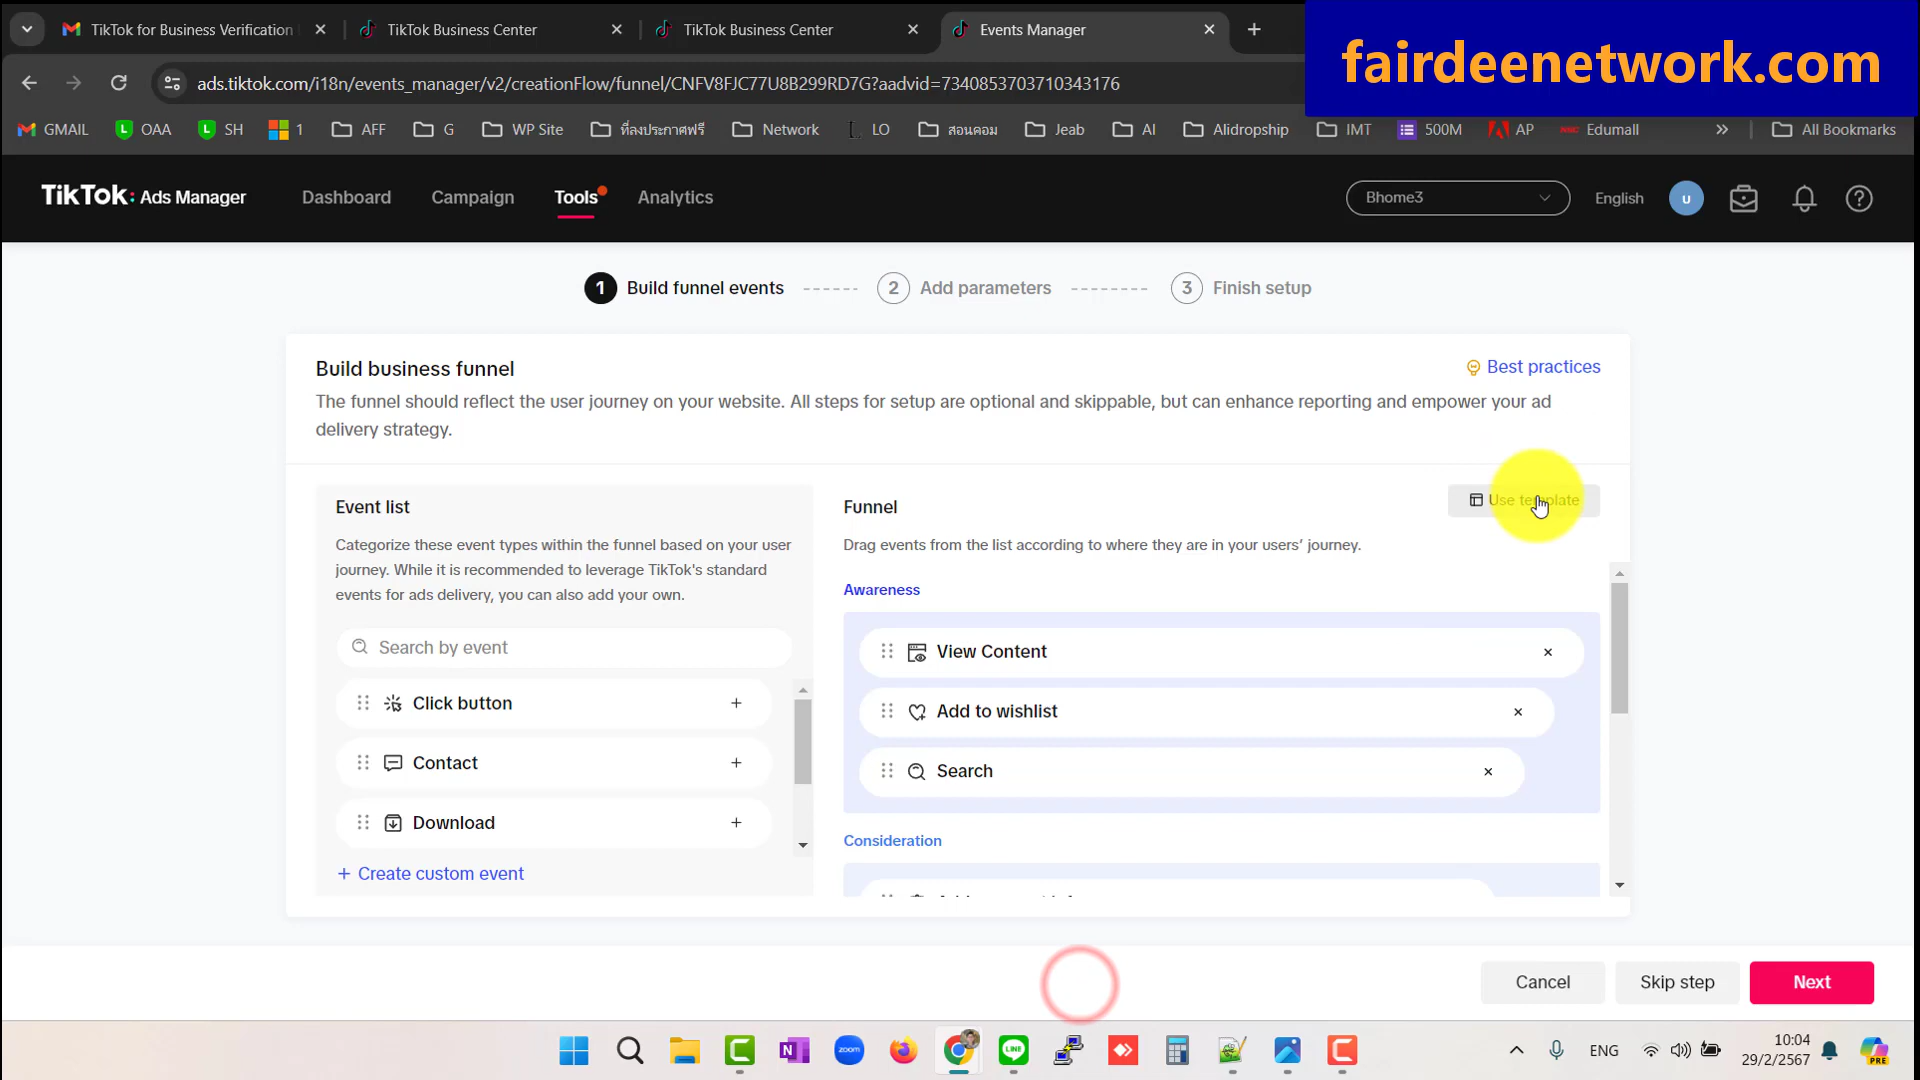 TikTok for Business Verification
TikTok Business Center
TikTok Business Center
Events Manager
fairdeenetwork.com
ads.tiktok.com/i18n/events_manager/v2/creationFlow/funnel/CNFV8FJC77U8B299RD7G?aadvid=7340853703710343176
GMAIL
OAA
SH
1
AFF
G
WP Site
ที่ลงประกาศฟรี
Network
LO
สอนคอม
Jeab
AI
Alidropship
IMT
500M
AP
Edumall
»
All Bookmarks
TikTok: Ads Manager
Dashboard
Campaign
Tools
Analytics
Bhome3
English
U
1 Build funnel events
2 Add parameters
3 Finish setup
Build business funnel
Best practices
The funnel should reflect the user journey on your website. All steps for setup are optional and skippable, but can enhance reporting and empower your ad
delivery strategy.
Event list
Categorize these event types within the funnel based on your user
journey. While it is recommended to leverage TikTok's standard
events for ads delivery, you can also add your own.
Search by event
Click button
Contact
Download
+ Create custom event
Funnel
Use template
Drag events from the list according to where they are in your users’ journey.
Awareness
View Content
Add to wishlist
Search
Consideration
Cancel
Skip step
Next
zoom
LINE
ENG
10:04
29/2/2567
PRE